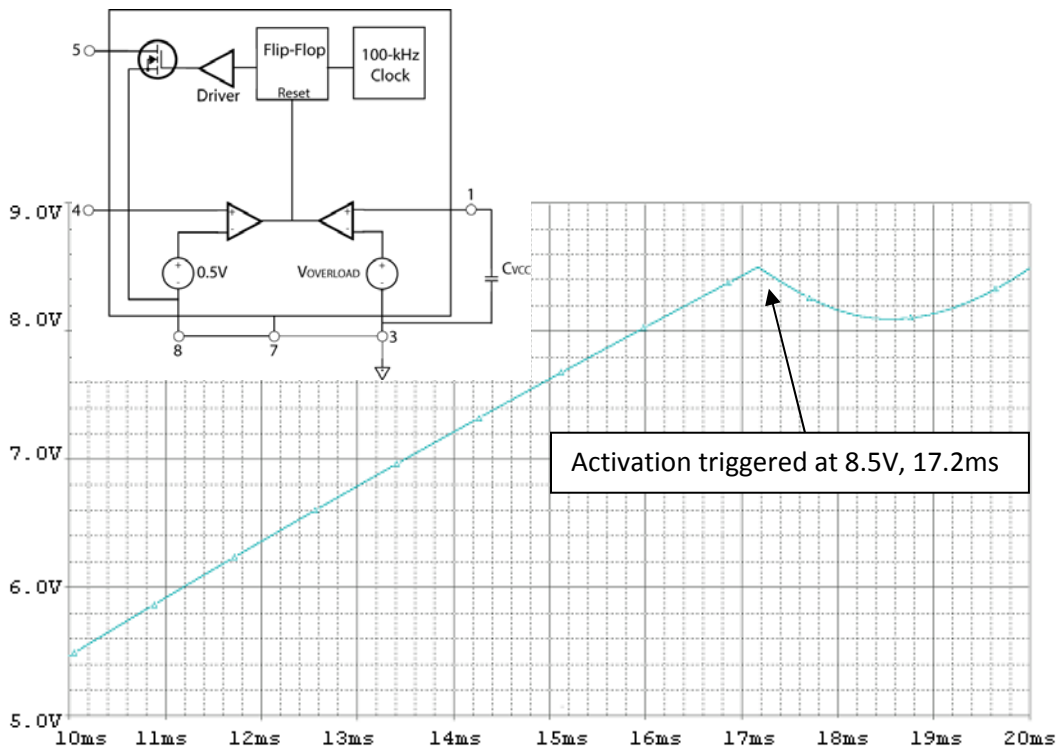 5
Flip-Flop
Reset
100-kHz
Clock
Driver
4
1
+
-
+
-
+
-
0.5V
VOVERLOAD
+
-
CVCC
8
7
3
9.0V
8.0V
7.0V
6.0V
5.0V
Activation triggered at 8.5V, 17.2ms
10ms 11ms 12ms 13ms 14ms 15ms 16ms 17ms 18ms 19ms 20ms